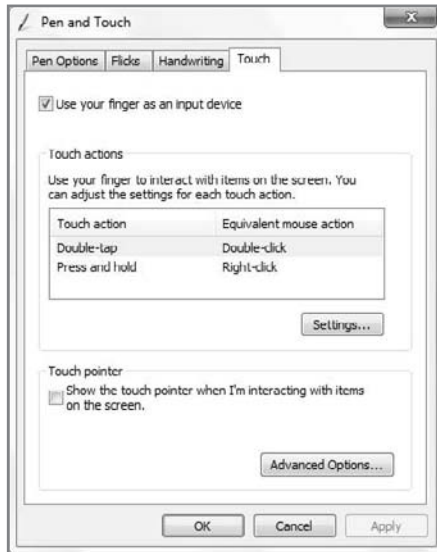 Pen and Touch
Pen Options Flicks Handwriting Touch
Use your finger as an input device
Touch actions
Use your finger to interact with items on the screen. You
can adjust the settings for each touch action.
Touch action Equivalent mouse action
Double-tap Double-click
Press and hold Right-click
Settings...
Touch pointer
Show the touch pointer when I'm interacting with items
on the screen.
Advanced Options...
OK Cancel Apply